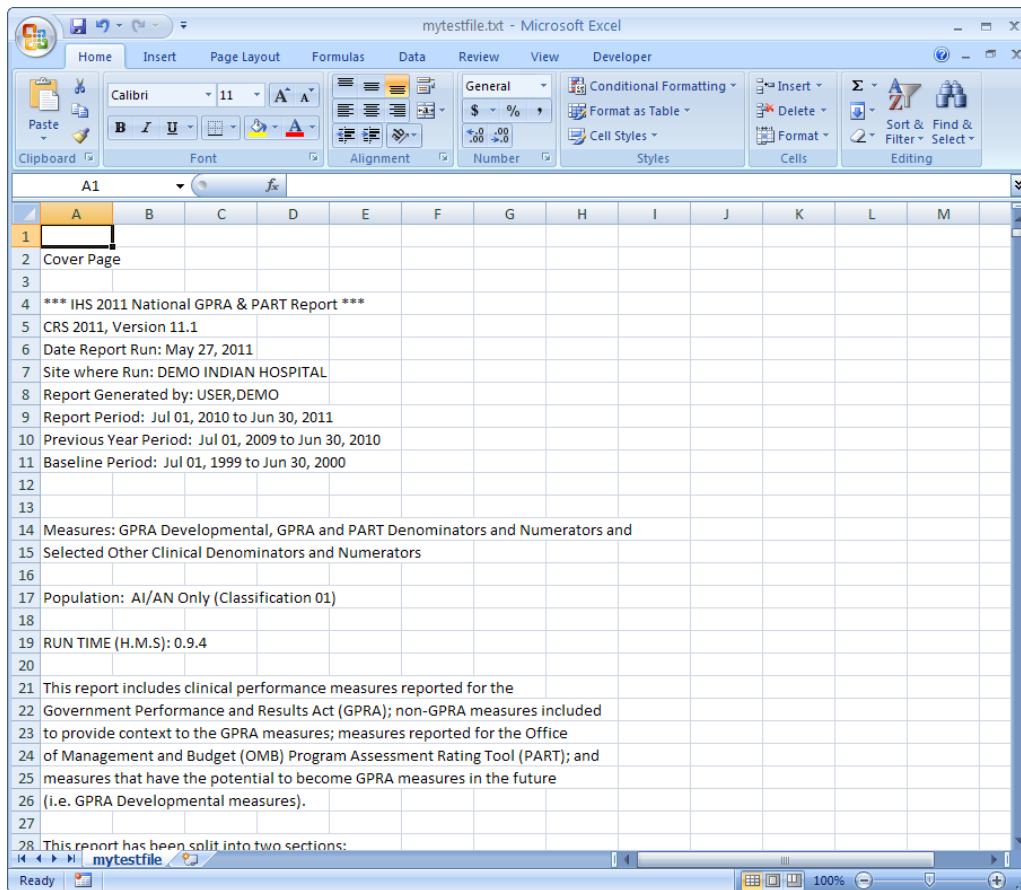 mytestfile.txt - Microsoft Excel
Home Insert Page Layout Formulas Data Review View Developer
Paste
Clipboard
Calibri 11
B I U A A A
Font
Alignment
General
$ % ,
.0 .00
.00 .0
Number
Conditional Formatting
Format as Table
Cell Styles
Styles
Insert
Delete
Format
Cells
Σ
Sort & Filter
Find & Select
Editing
A1 fx
A B C D E F G H I J K L M
1
2 Cover Page
3
4 *** IHS 2011 National GPRA & PART Report ***
5 CRS 2011, Version 11.1
6 Date Report Run: May 27, 2011
7 Site where Run: DEMO INDIAN HOSPITAL
8 Report Generated by: USER,DEMO
9 Report Period: Jul 01, 2010 to Jun 30, 2011
10 Previous Year Period: Jul 01, 2009 to Jun 30, 2010
11 Baseline Period: Jul 01, 1999 to Jun 30, 2000
12
13
14 Measures: GPRA Developmental, GPRA and PART Denominators and Numerators and
15 Selected Other Clinical Denominators and Numerators
16
17 Population: AI/AN Only (Classification 01)
18
19 RUN TIME (H.M.S): 0.9.4
20
21 This report includes clinical performance measures reported for the
22 Government Performance and Results Act (GPRA); non-GPRA measures included
23 to provide context to the GPRA measures; measures reported for the Office
24 of Management and Budget (OMB) Program Assessment Rating Tool (PART); and
25 measures that have the potential to become GPRA measures in the future
26 (i.e. GPRA Developmental measures).
27
28 This report has been split into two sections:
mytestfile
Ready 100%